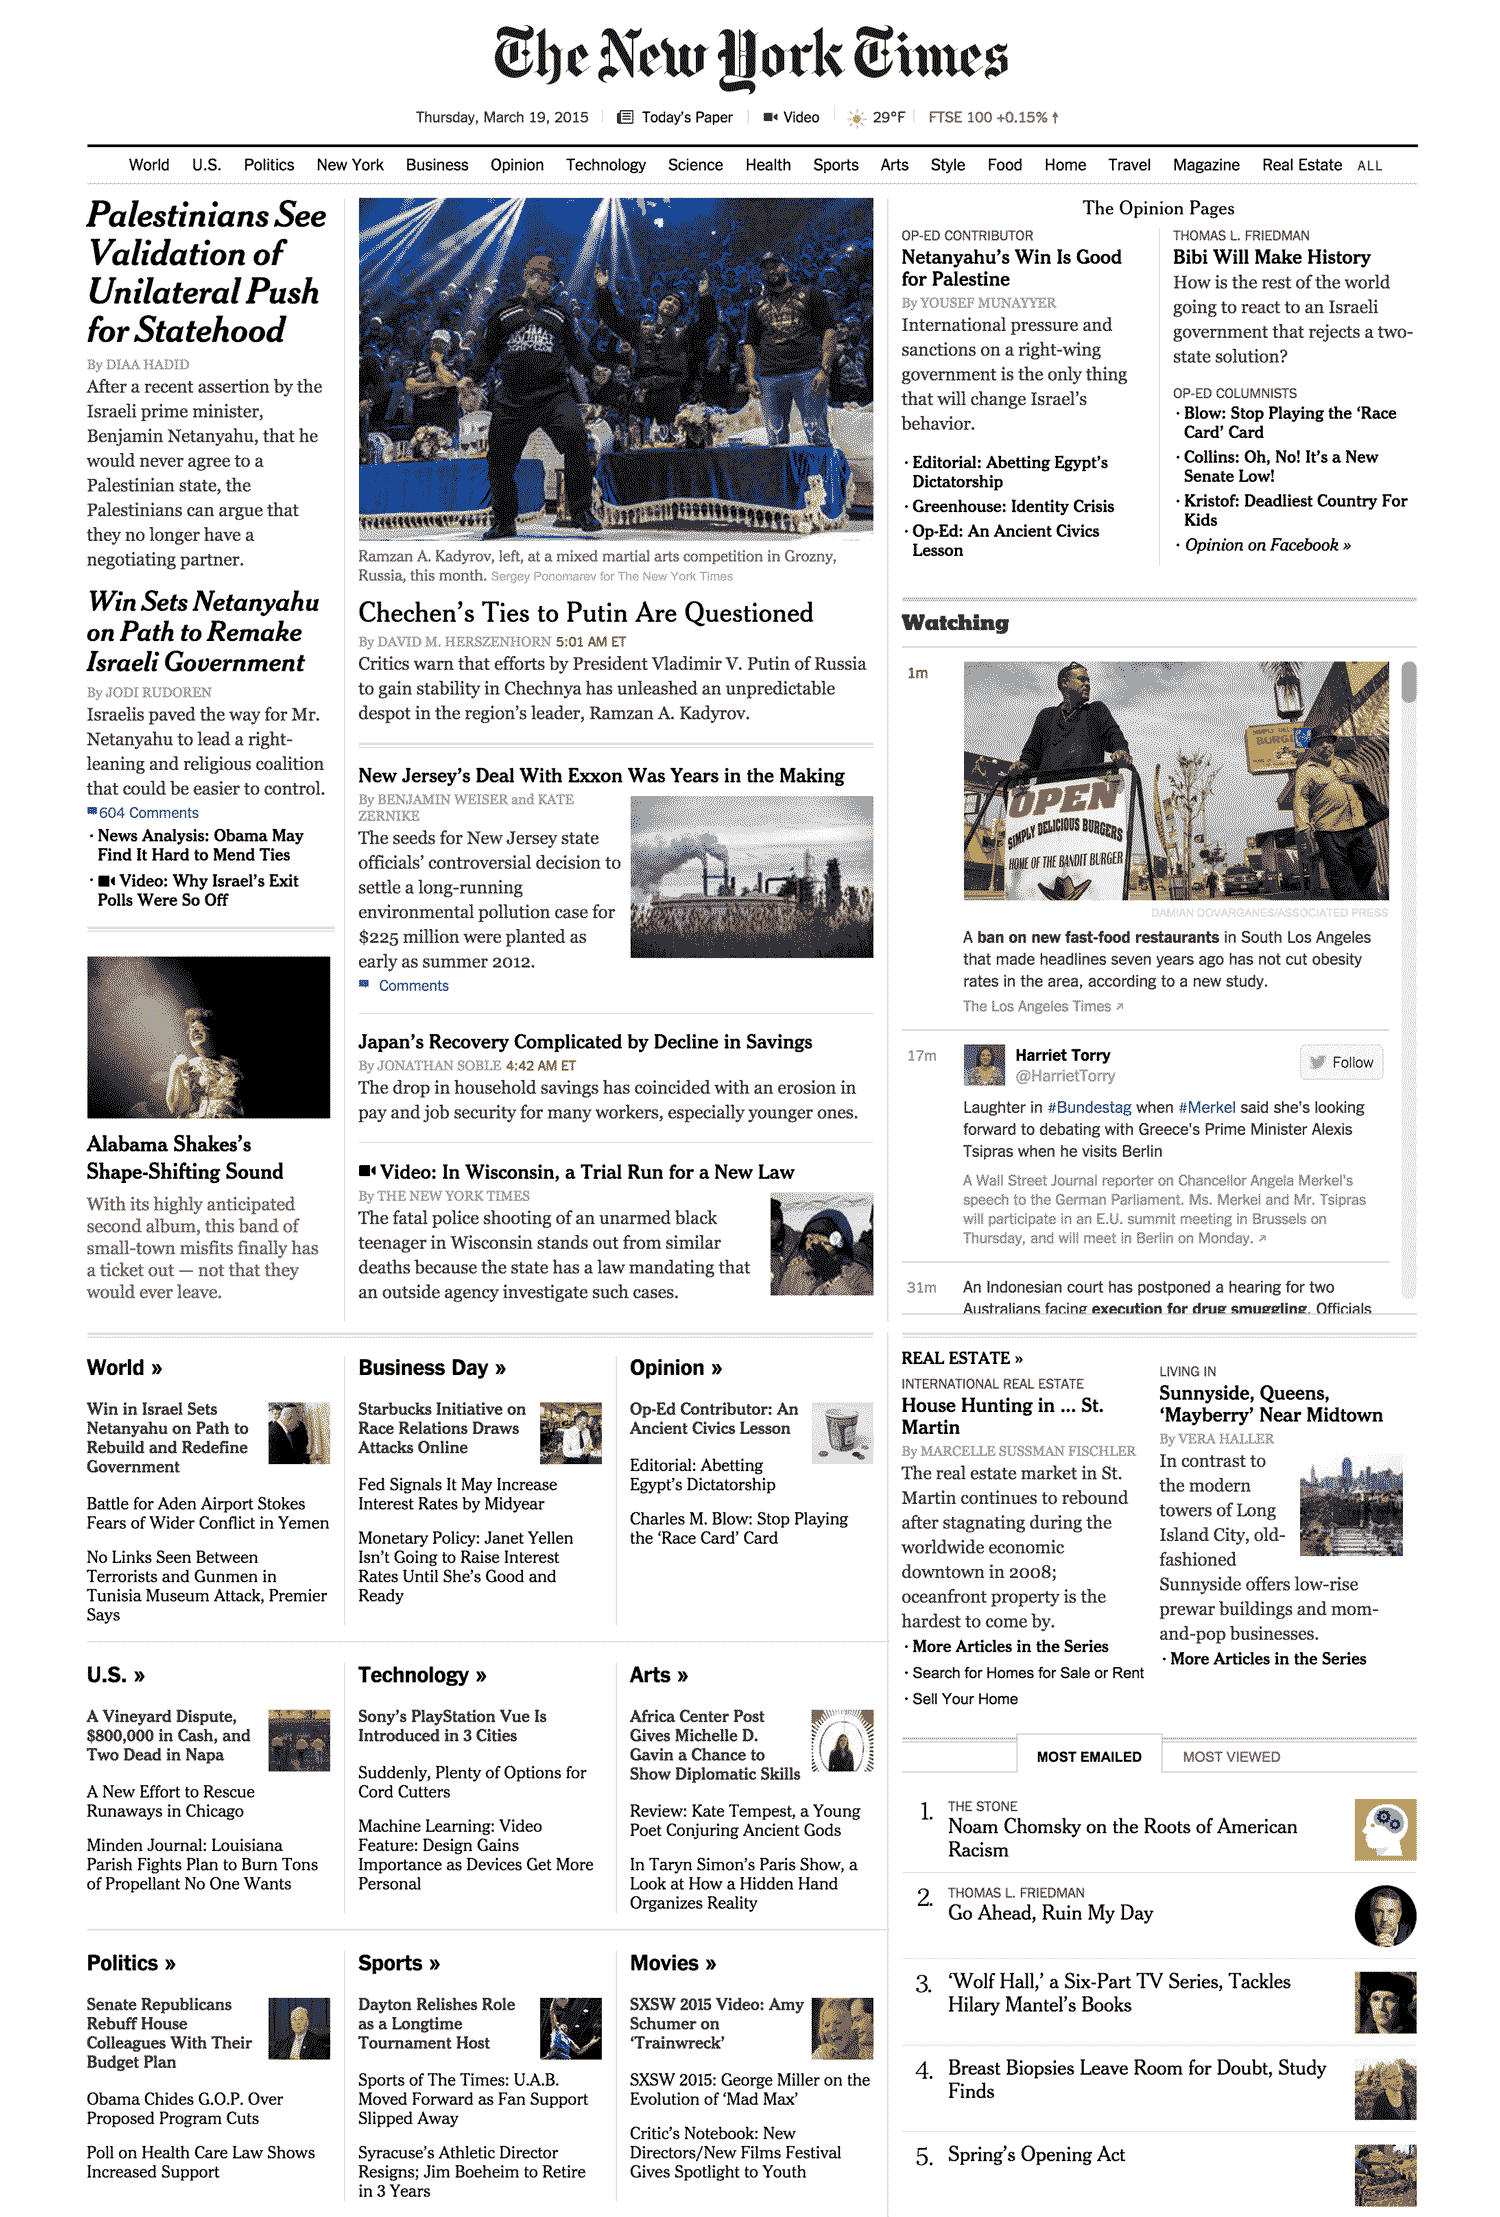 The New York Times
Thursday, March 19, 2015
Today's Paper
Video
29°F
FTSE 100 +0.15% ↑
World U.S. Politics New York Business Opinion Technology Science Health Sports Arts Style Food Home Travel Magazine Real Estate ALL
Palestinians See
Validation of
Unilateral Push
for Statehood
By DIAA HADID
After a recent assertion by the
Israeli prime minister,
Benjamin Netanyahu, that he
would never agree to a
Palestinian state, the
Palestinians can argue that
they no longer have a
negotiating partner.
Win Sets Netanyahu
on Path to Remake
Israeli Government
By JODI RUDOREN
Israelis paved the way for Mr.
Netanyahu to lead a right-
leaning and religious coalition
that could be easier to control.
604 Comments
· News Analysis: Obama May
Find It Hard to Mend Ties
· Video: Why Israel's Exit
Polls Were So Off
Alabama Shakes's
Shape-Shifting Sound
With its highly anticipated
second album, this band of
small-town misfits finally has
a ticket out — not that they
would ever leave.
Ramzan A. Kadyrov, left, at a mixed martial arts competition in Grozny,
Russia, this month. Sergey Ponomarev for The New York Times
Chechen's Ties to Putin Are Questioned
By DAVID M. HERSZENHORN 5:01 AM ET
Critics warn that efforts by President Vladimir V. Putin of Russia
to gain stability in Chechnya has unleashed an unpredictable
despot in the region's leader, Ramzan A. Kadyrov.
New Jersey's Deal With Exxon Was Years in the Making
By BENJAMIN WEISER and KATE
ZERNIKE
The seeds for New Jersey state
officials' controversial decision to
settle a long-running
environmental pollution case for
$225 million were planted as
early as summer 2012.
Comments
Japan's Recovery Complicated by Decline in Savings
By JONATHAN SOBLE 4:42 AM ET
The drop in household savings has coincided with an erosion in
pay and job security for many workers, especially younger ones.
Video: In Wisconsin, a Trial Run for a New Law
By THE NEW YORK TIMES
The fatal police shooting of an unarmed black
teenager in Wisconsin stands out from similar
deaths because the state has a law mandating that
an outside agency investigate such cases.
The Opinion Pages
OP-ED CONTRIBUTOR
Netanyahu's Win Is Good
for Palestine
By YOUSEF MUNAYYER
International pressure and
sanctions on a right-wing
government is the only thing
that will change Israel's
behavior.
· Editorial: Abetting Egypt's
Dictatorship
· Greenhouse: Identity Crisis
· Op-Ed: An Ancient Civics
Lesson
THOMAS L. FRIEDMAN
Bibi Will Make History
How is the rest of the world
going to react to an Israeli
government that rejects a two-
state solution?
OP-ED COLUMNISTS
· Blow: Stop Playing the 'Race
Card' Card
· Collins: Oh, No! It's a New
Senate Low!
· Kristof: Deadliest Country For
Kids
· Opinion on Facebook »
Watching
1m
OPEN
SIMPLY DELICIOUS BURGERS
HOME OF THE BANDIT BURGER
DAMIAN DOVARGANES/ASSOCIATED PRESS
A ban on new fast-food restaurants in South Los Angeles
that made headlines seven years ago has not cut obesity
rates in the area, according to a new study.
The Los Angeles Times ↗
17m
Harriet Torry
@HarrietTorry
Follow
Laughter in #Bundestag when #Merkel said she's looking
forward to debating with Greece's Prime Minister Alexis
Tsipras when he visits Berlin
A Wall Street Journal reporter on Chancellor Angela Merkel's
speech to the German Parliament. Ms. Merkel and Mr. Tsipras
will participate in an E.U. summit meeting in Brussels on
Thursday, and will meet in Berlin on Monday. ↗
31m
An Indonesian court has postponed a hearing for two
Australians facing execution for drug smuggling. Officials
World »
Win in Israel Sets
Netanyahu on Path to
Rebuild and Redefine
Government
Battle for Aden Airport Stokes
Fears of Wider Conflict in Yemen
No Links Seen Between
Terrorists and Gunmen in
Tunisia Museum Attack, Premier
Says
Business Day »
Starbucks Initiative on
Race Relations Draws
Attacks Online
Fed Signals It May Increase
Interest Rates by Midyear
Monetary Policy: Janet Yellen
Isn't Going to Raise Interest
Rates Until She's Good and
Ready
Opinion »
Op-Ed Contributor: An
Ancient Civics Lesson
Editorial: Abetting
Egypt's Dictatorship
Charles M. Blow: Stop Playing
the 'Race Card' Card
U.S. »
A Vineyard Dispute,
$800,000 in Cash, and
Two Dead in Napa
A New Effort to Rescue
Runaways in Chicago
Minden Journal: Louisiana
Parish Fights Plan to Burn Tons
of Propellant No One Wants
Technology »
Sony's PlayStation Vue Is
Introduced in 3 Cities
Suddenly, Plenty of Options for
Cord Cutters
Machine Learning: Video
Feature: Design Gains
Importance as Devices Get More
Personal
Arts »
Africa Center Post
Gives Michelle D.
Gavin a Chance to
Show Diplomatic Skills
Review: Kate Tempest, a Young
Poet Conjuring Ancient Gods
In Taryn Simon's Paris Show, a
Look at How a Hidden Hand
Organizes Reality
Politics »
Senate Republicans
Rebuff House
Colleagues With Their
Budget Plan
Obama Chides G.O.P. Over
Proposed Program Cuts
Poll on Health Care Law Shows
Increased Support
Sports »
Dayton Relishes Role
as a Longtime
Tournament Host
Sports of The Times: U.A.B.
Moved Forward as Fan Support
Slipped Away
Syracuse's Athletic Director
Resigns; Jim Boeheim to Retire
in 3 Years
Movies »
SXSW 2015 Video: Amy
Schumer on
'Trainwreck'
SXSW 2015: George Miller on the
Evolution of 'Mad Max'
Critic's Notebook: New
Directors/New Films Festival
Gives Spotlight to Youth
REAL ESTATE »
INTERNATIONAL REAL ESTATE
House Hunting in ... St.
Martin
By MARCELLE SUSSMAN FISCHLER
The real estate market in St.
Martin continues to rebound
after stagnating during the
worldwide economic
downtown in 2008;
oceanfront property is the
hardest to come by.
· More Articles in the Series
· Search for Homes for Sale or Rent
· Sell Your Home
LIVING IN
Sunnyside, Queens,
'Mayberry' Near Midtown
By VERA HALLER
In contrast to
the modern
towers of Long
Island City, old-
fashioned
Sunnyside offers low-rise
prewar buildings and mom-
and-pop businesses.
· More Articles in the Series
MOST EMAILED
MOST VIEWED
1.
THE STONE
Noam Chomsky on the Roots of American
Racism
2.
THOMAS L. FRIEDMAN
Go Ahead, Ruin My Day
3.
'Wolf Hall,' a Six-Part TV Series, Tackles
Hilary Mantel's Books
4.
Breast Biopsies Leave Room for Doubt, Study
Finds
5.
Spring's Opening Act